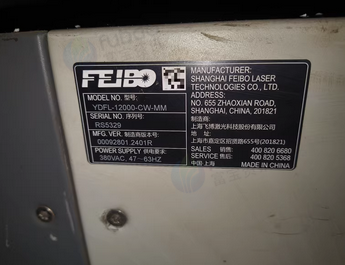 FEIBO
MODEL NO. 型号:
YDFL-12000-CW-MM
SERIAL NO. 序列号:
RS5329
MFG. VERN. 制造版本:
00092801.2401R
POWER SUPPLY 供电要求:
380VAC, 47~63HZ
MANUFACTURER:
SHANGHAI FEIBO LASER
TECHNOLOGIES CO., LTD.
ADDRESS:
NO. 655 ZHAOXIAN ROAD,
SHANGHAI, CHINA, 201821
制造商:
上海飞博激光科技股份有限公司
地址:
上海市嘉定区招贤路655号(201821)
SALES 销售 400 820 6680
SERVICE 售后 400 820 5368
中国上海 MADE IN CHINA